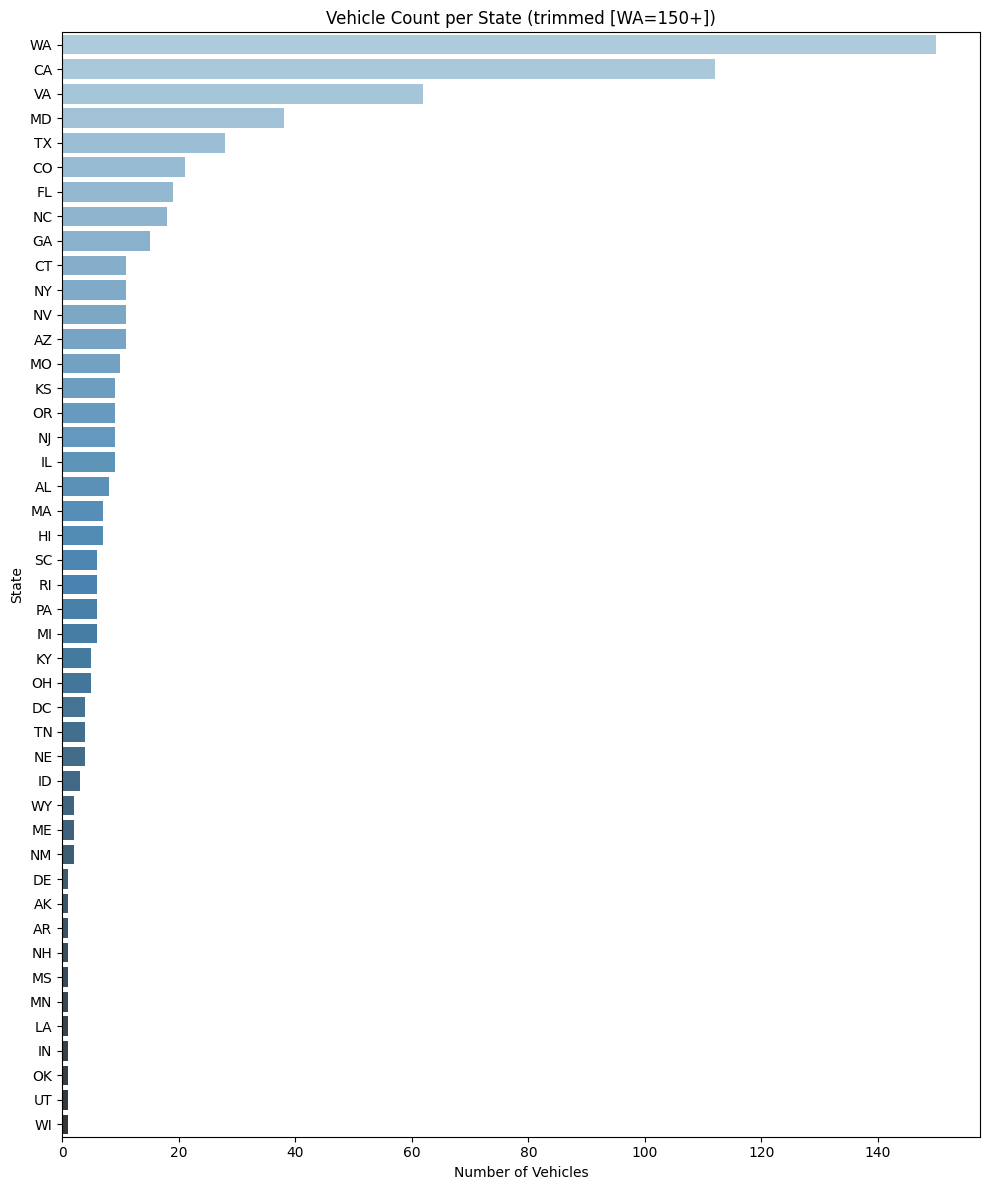 Vehicle Count per State (trimmed [WA=150+])
WA
CA
VA
MD
TX
CO
FL
NC
GA
CT
NY
NV
AZ
MO
KS
OR
NJ
IL
AL
MA
HI
SC
RI
PA
MI
KY
OH
DC
TN
NE
ID
WY
ME
NM
DE
AK
AR
NH
MS
MN
LA
IN
OK
UT
WI
State
0 20 40 60 80 100 120 140
Number of Vehicles